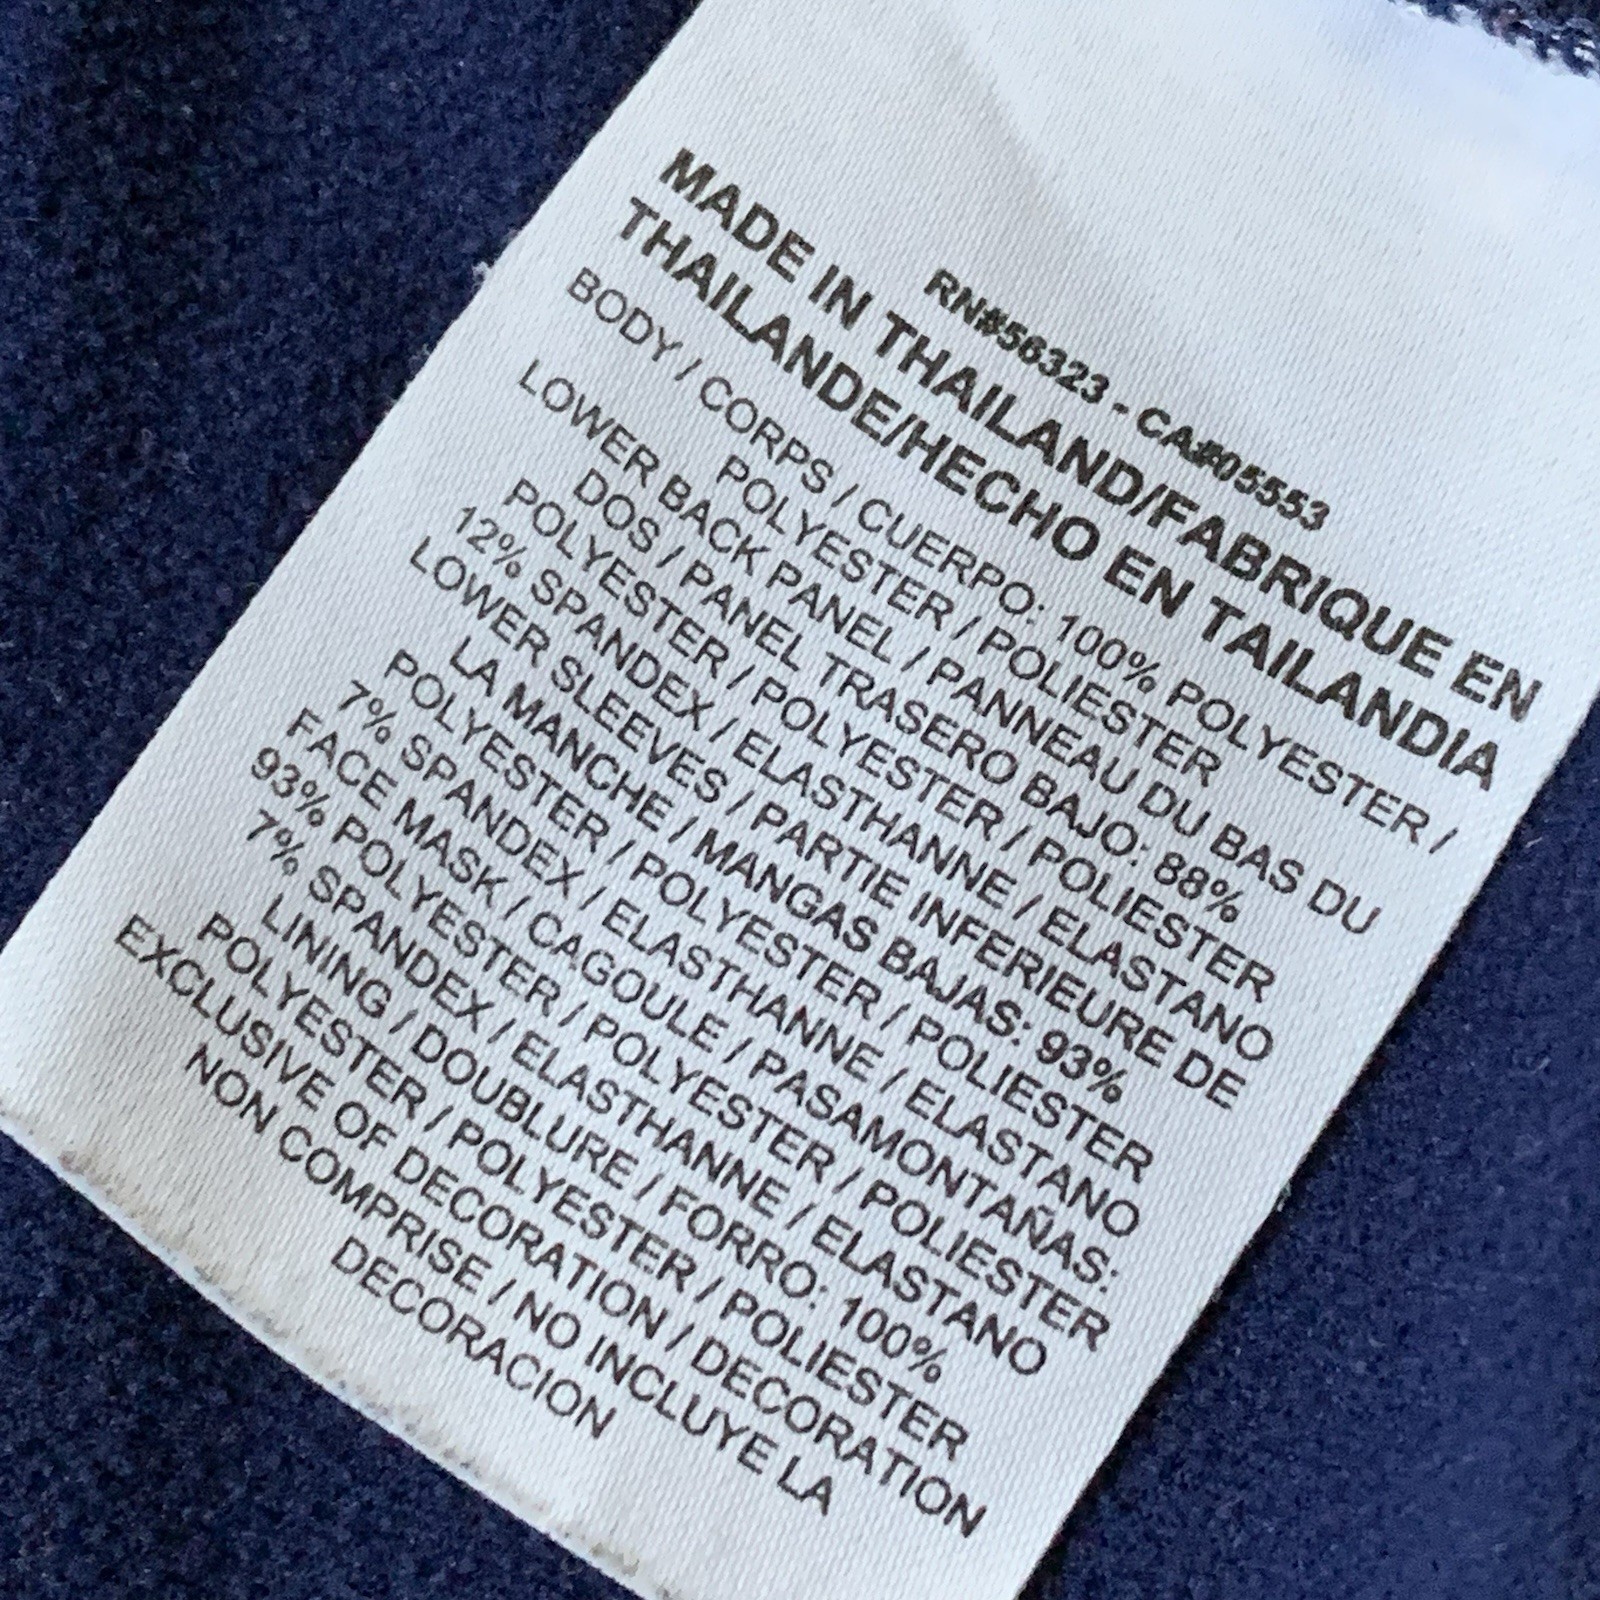 RN#56323 - CA#05553
MADE IN THAILAND/FABRIQUE EN
THAILANDE/HECHO EN TAILANDIA
BODY / CORPS / CUERPO: 100% POLYESTER /
POLYESTER / POLIESTER
LOWER BACK PANEL / PANNEAU DU BAS DU
DOS / PANEL TRASERO BAJO: 88%
POLYESTER / POLYESTER / POLIESTER
12% SPANDEX / ELASTHANNE / ELASTANO
LOWER SLEEVES / PARTIE INFERIEURE DE
LA MANCHE / MANGAS BAJAS: 93%
POLYESTER / POLYESTER / POLIESTER
7% SPANDEX / ELASTHANNE / ELASTANO
FACE MASK / CAGOULE / PASAMONTAÑAS:
93% POLYESTER / POLYESTER / POLIESTER
7% SPANDEX / ELASTHANNE / ELASTANO
LINING / DOUBLURE / FORRO: 100%
POLYESTER / POLYESTER / POLIESTER
EXCLUSIVE OF DECORATION / DECORATION
NON COMPRISE / NO INCLUYE LA
DECORACION